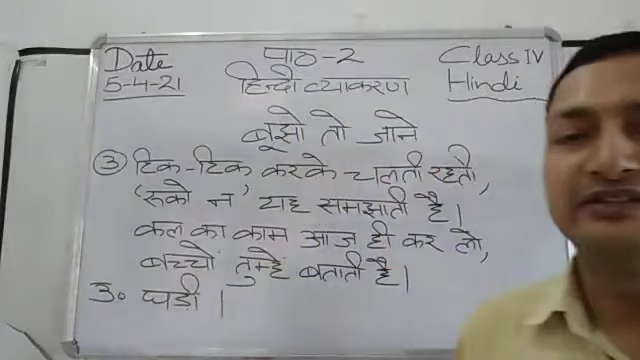 Date पाठ-2 Class IV
5-4-21 हिन्दी व्याकरण Hindi
बूझो तो जाने
③ टिक-टिक करके चलती रहती,
'रुको न' यह समझाती है।
कल का काम आज ही कर लो,
बच्चों तुम्हे बताती है।
उ० घड़ी ।